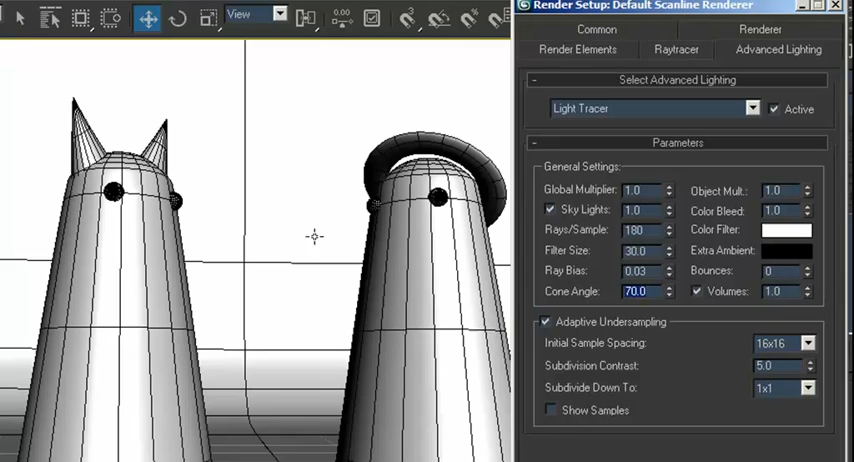 Render Setup: Default Scanline Renderer
View
0.00
3
Common Renderer
Render Elements Raytracer Advanced Lighting
- Select Advanced Lighting
Light Tracer Active
- Parameters
General Settings:
Global Multiplier: 1.0 Object Mult.: 1.0
Sky Lights: 1.0 Color Bleed: 1.0
Rays/Sample: 180 Color Filter:
Filter Size: 30.0 Extra Ambient:
Ray Bias: 0.03 Bounces: 0
Cone Angle: 70.0 Volumes: 1.0
Adaptive Undersampling
Initial Sample Spacing: 16x16
Subdivision Contrast: 5.0
Subdivide Down To: 1x1
Show Samples